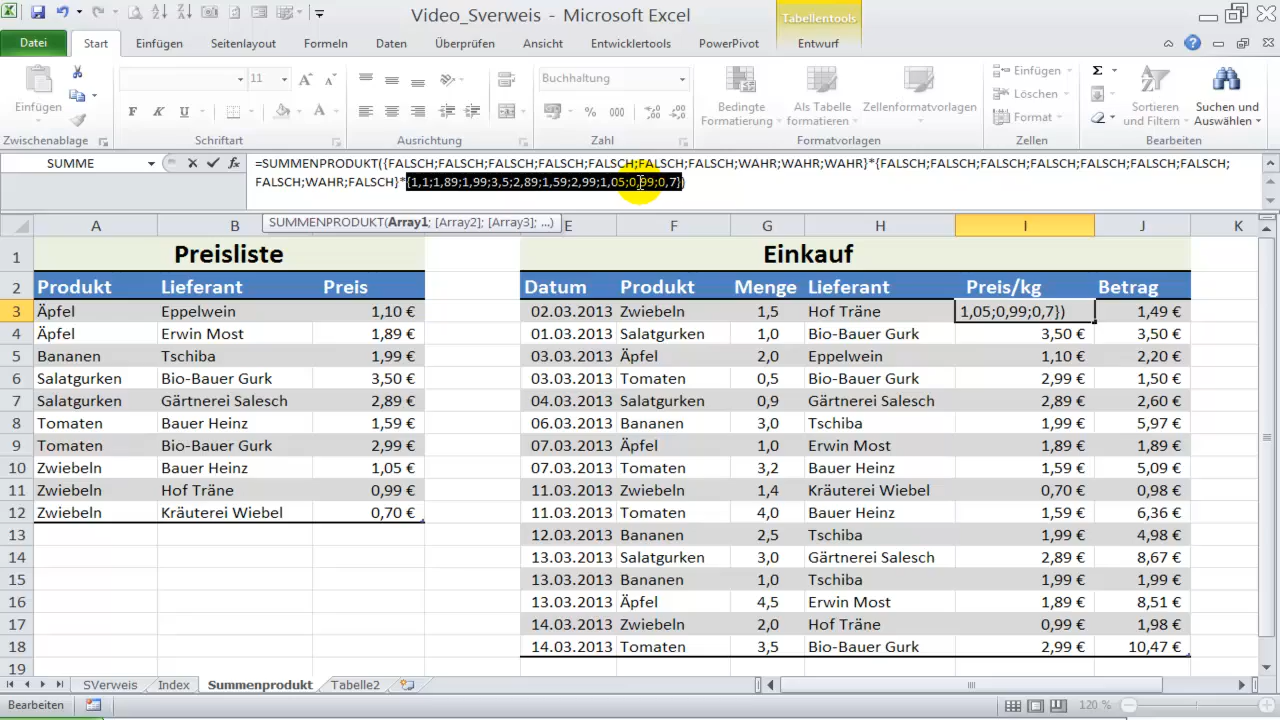 Video_Sverweis - Microsoft Excel
Tabellentools
Datei Start Einfügen Seitenlayout Formeln Daten Überprüfen Ansicht Entwicklertools PowerPivot Entwurf
Einfügen
11
Buchhaltung
Bedingte Formatierung
Als Tabelle formatieren
Zellenformatvorlagen
Einfügen
Löschen
Format
Sortieren und Filtern
Suchen und Auswählen
Zwischenablage Schriftart Ausrichtung Zahl Formatvorlagen Zellen Bearbeiten
SUMME
=SUMMENPRODUKT({FALSCH;FALSCH;FALSCH;FALSCH;FALSCH;FALSCH;FALSCH;WAHR;WAHR;WAHR}*{FALSCH;FALSCH;FALSCH;FALSCH;FALSCH;FALSCH;FALSCH;
FALSCH;WAHR;FALSCH}*{1,1;1,89;1,99;3,5;2,89;1,59;2,99;1,05;0,99;0,7})
SUMMENPRODUKT(Array1; [Array2]; [Array3]; ...)
A B E F G H I J K
1 Preisliste Einkauf
2 Produkt Lieferant Preis Datum Produkt Menge Lieferant Preis/kg Betrag
3 Äpfel Eppelwein 1,10 € 02.03.2013 Zwiebeln 1,5 Hof Träne 1,05;0,99;0,7}) 1,49 €
4 Äpfel Erwin Most 1,89 € 01.03.2013 Salatgurken 1,0 Bio-Bauer Gurk 3,50 € 3,50 €
5 Bananen Tschiba 1,99 € 03.03.2013 Äpfel 2,0 Eppelwein 1,10 € 2,20 €
6 Salatgurken Bio-Bauer Gurk 3,50 € 03.03.2013 Tomaten 0,5 Bio-Bauer Gurk 2,99 € 1,50 €
7 Salatgurken Gärtnerei Salesch 2,89 € 04.03.2013 Salatgurken 0,9 Gärtnerei Salesch 2,89 € 2,60 €
8 Tomaten Bauer Heinz 1,59 € 06.03.2013 Bananen 3,0 Tschiba 1,99 € 5,97 €
9 Tomaten Bio-Bauer Gurk 2,99 € 07.03.2013 Äpfel 1,0 Erwin Most 1,89 € 1,89 €
10 Zwiebeln Bauer Heinz 1,05 € 07.03.2013 Tomaten 3,2 Bauer Heinz 1,59 € 5,09 €
11 Zwiebeln Hof Träne 0,99 € 11.03.2013 Zwiebeln 1,4 Kräuterei Wiebel 0,70 € 0,98 €
12 Zwiebeln Kräuterei Wiebel 0,70 € 11.03.2013 Tomaten 4,0 Bauer Heinz 1,59 € 6,36 €
13 12.03.2013 Bananen 2,5 Tschiba 1,99 € 4,98 €
14 13.03.2013 Salatgurken 3,0 Gärtnerei Salesch 2,89 € 8,67 €
15 13.03.2013 Bananen 1,0 Tschiba 1,99 € 1,99 €
16 13.03.2013 Äpfel 4,5 Erwin Most 1,89 € 8,51 €
17 14.03.2013 Zwiebeln 2,0 Hof Träne 0,99 € 1,98 €
18 14.03.2013 Tomaten 3,5 Bio-Bauer Gurk 2,99 € 10,47 €
19
SVerweis Index Summenprodukt Tabelle2
Bearbeiten 120 %